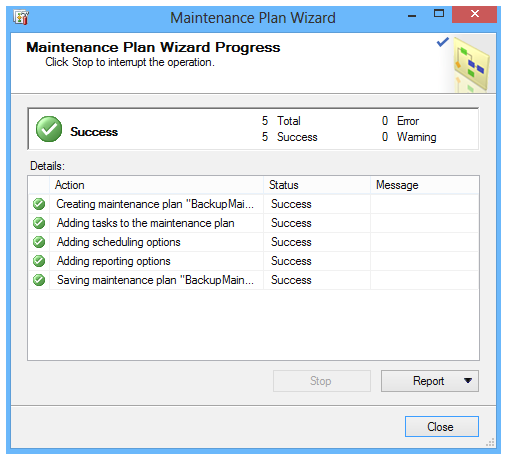 Maintenance Plan Wizard
Maintenance Plan Wizard Progress
Click Stop to interrupt the operation.
Success
5 Total 0 Error
5 Success 0 Warning
Details:
Action Status Message
Creating maintenance plan "BackupMai... Success
Adding tasks to the maintenance plan Success
Adding scheduling options Success
Adding reporting options Success
Saving maintenance plan "BackupMain... Success
Stop Report
Close